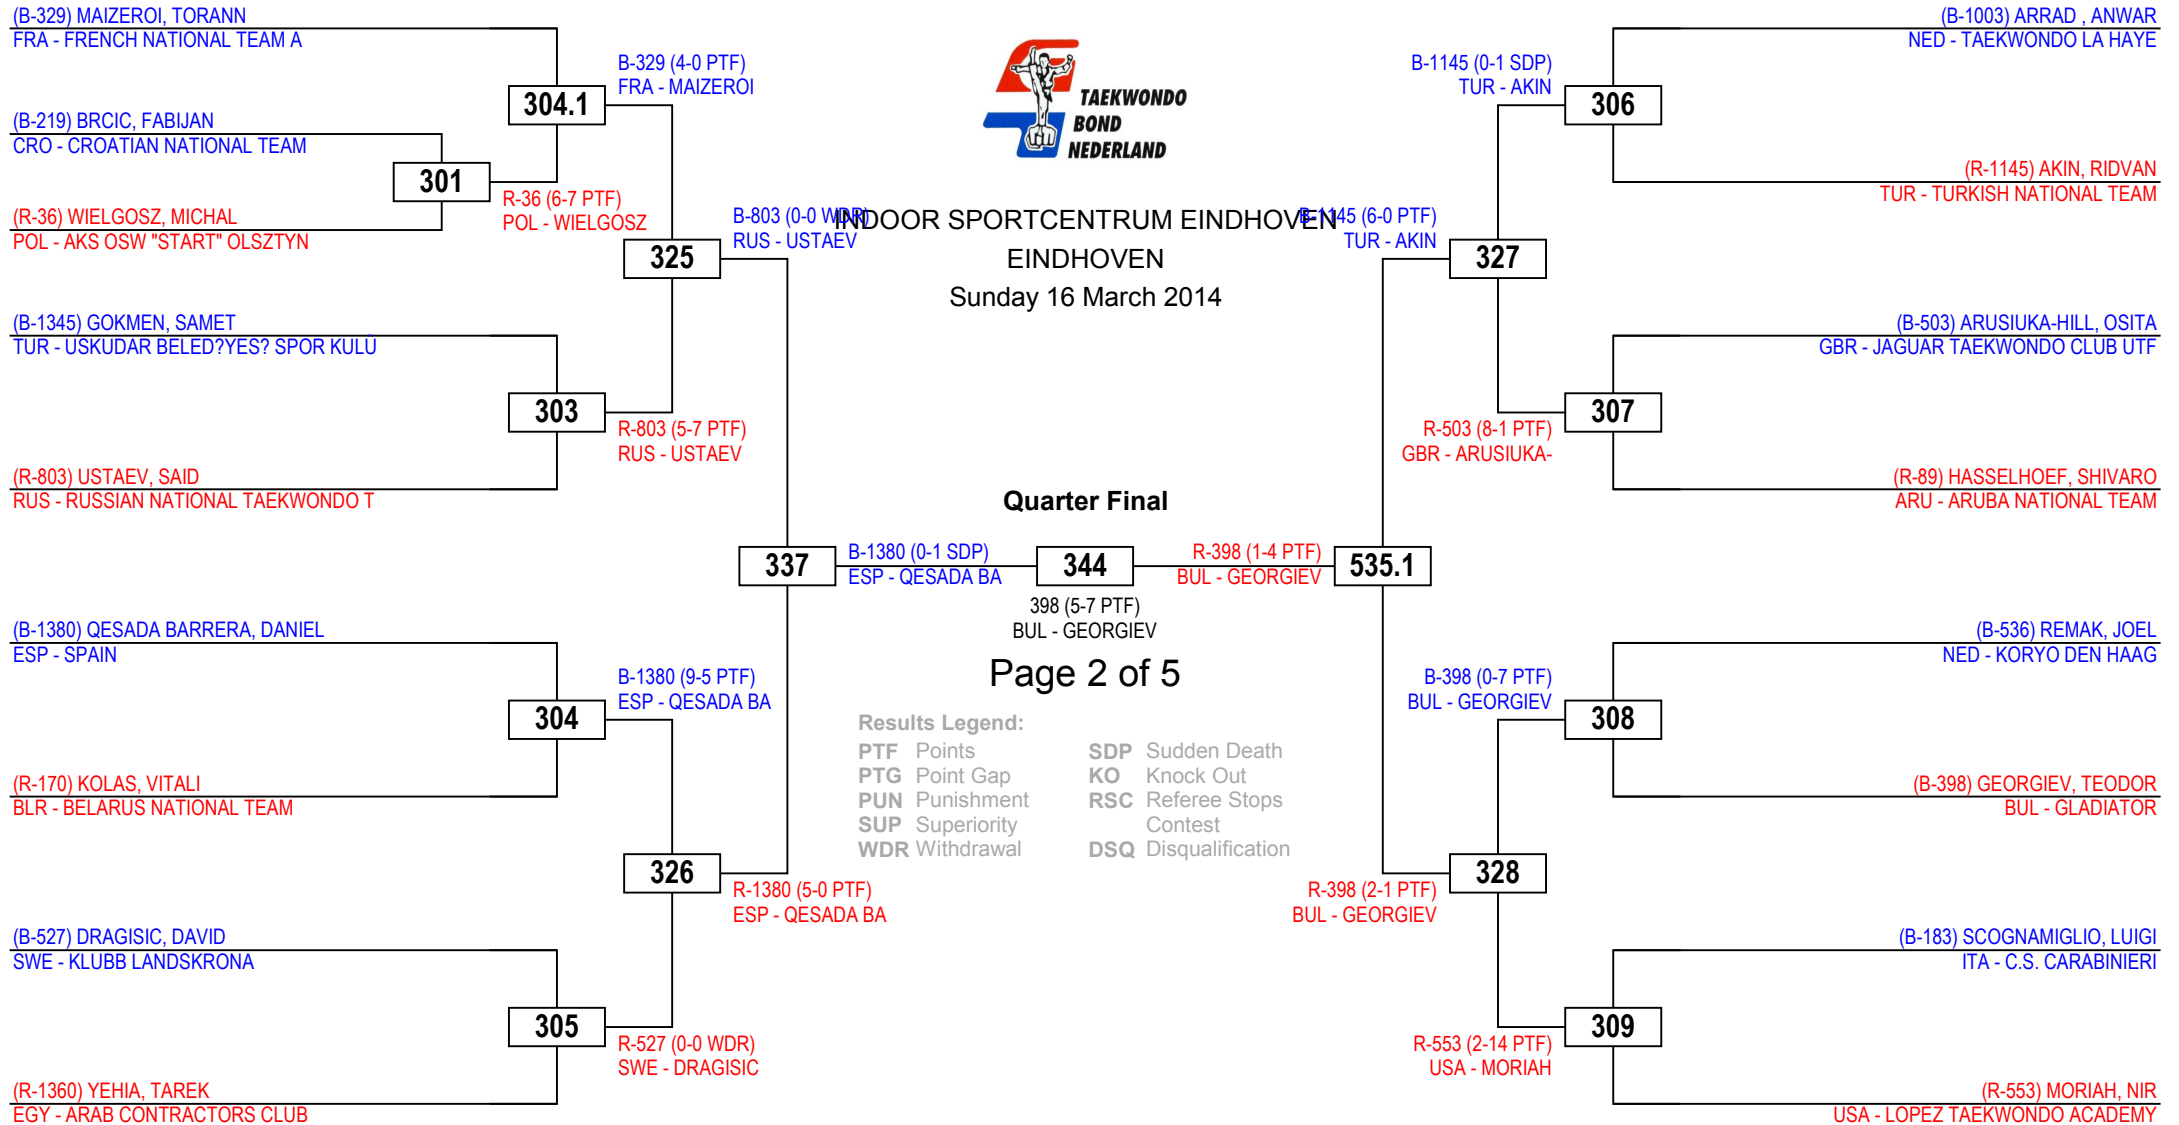 (B-329) MAIZEROI, TORANN
FRA - FRENCH NATIONAL TEAM A
B-329 (4-0 PTF)
FRA - MAIZEROI
304.1
(B-219) BRCIC, FABIJAN
CRO - CROATIAN NATIONAL TEAM
301
R-36 (6-7 PTF)
POL - WIELGOSZ
(R-36) WIELGOSZ, MICHAL
POL - AKS OSW "START" OLSZTYN
B-803 (0-0 WDR)
RUS - USTAEV
325
(B-1345) GOKMEN, SAMET
TUR - USKUDAR BELED?YES? SPOR KULÜ
303
R-803 (5-7 PTF)
RUS - USTAEV
(R-803) USTAEV, SAID
RUS - RUSSIAN NATIONAL TAEKWONDO T
337
B-1380 (0-1 SDP)
ESP - QESADA BA
(B-1380) QESADA BARRERA, DANIEL
ESP - SPAIN
B-1380 (9-5 PTF)
ESP - QESADA BA
304
(R-170) KOLAS, VITALI
BLR - BELARUS NATIONAL TEAM
326
R-1380 (5-0 PTF)
ESP - QESADA BA
(B-527) DRAGISIC, DAVID
SWE - KLUBB LANDSKRONA
305
R-527 (0-0 WDR)
SWE - DRAGISIC
(R-1360) YEHIA, TAREK
EGY - ARAB CONTRACTORS CLUB
TAEKWONDO
BOND
NEDERLAND
INDOOR SPORTCENTRUM EINDHOVEN
EINDHOVEN
Sunday 16 March 2014
Quarter Final
344
398 (5-7 PTF)
BUL - GEORGIEV
Page 2 of 5
Results Legend:
PTF Points
PTG Point Gap
PUN Punishment
SUP Superiority
WDR Withdrawal
SDP Sudden Death
KO Knock Out
RSC Referee Stops
Contest
DSQ Disqualification
(B-1003) ARRAD , ANWAR
NED - TAEKWONDO LA HAYE
B-1145 (0-1 SDP)
TUR - AKIN
306
(R-1145) AKIN, RIDVAN
TUR - TURKISH NATIONAL TEAM
B-1145 (6-0 PTF)
TUR - AKIN
327
(B-503) ARUSIUKA-HILL, OSITA
GBR - JAGUAR TAEKWONDO CLUB UTF
307
R-503 (8-1 PTF)
GBR - ARUSIUKA-
(R-89) HASSELHOEF, SHIVARO
ARU - ARUBA NATIONAL TEAM
R-398 (1-4 PTF)
BUL - GEORGIEV
535.1
(B-536) REMAK, JOEL
NED - KORYO DEN HAAG
B-398 (0-7 PTF)
BUL - GEORGIEV
308
(B-398) GEORGIEV, TEODOR
BUL - GLADIATOR
328
R-398 (2-1 PTF)
BUL - GEORGIEV
(B-183) SCOGNAMIGLIO, LUIGI
ITA - C.S. CARABINIERI
309
R-553 (2-14 PTF)
USA - MORIAH
(R-553) MORIAH, NIR
USA - LOPEZ TAEKWONDO ACADEMY